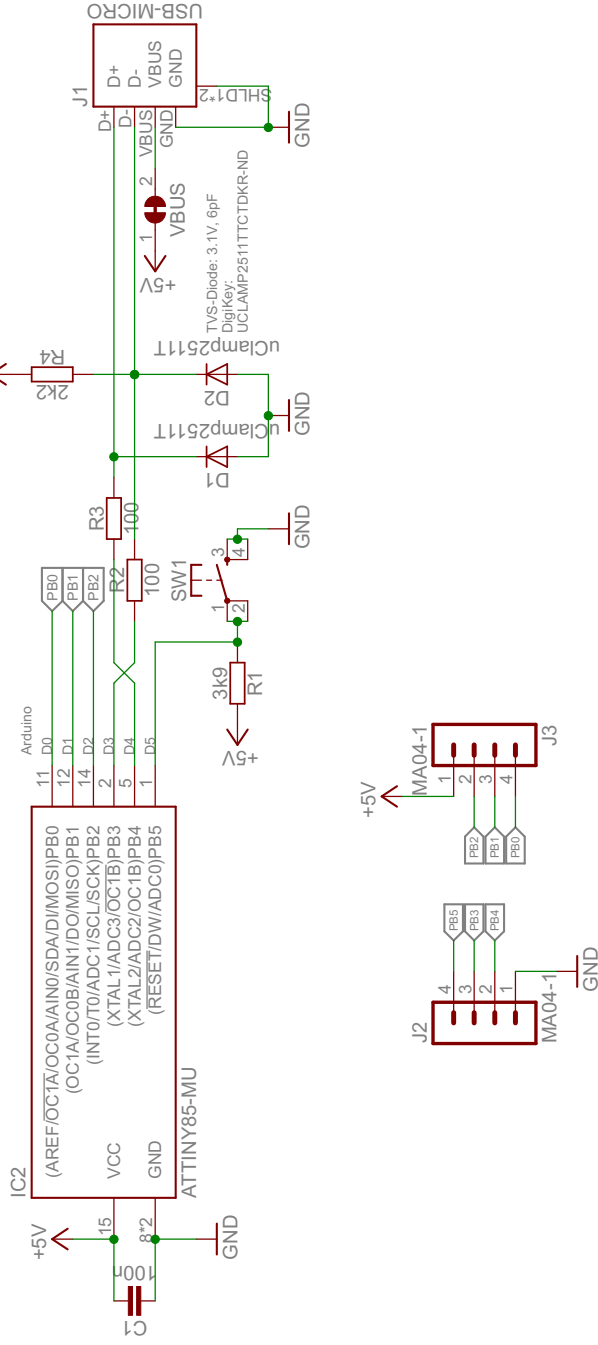 USB-MICRO
J1
D+
D-
VBUS
GND
D+
D-
VBUS
GND
SHLD1*2
GND
2
1
VBUS
+5V
TVS-Diode: 3.1V, 6pF
DigiKey:
UCLAMP2511TTCTDKR-ND
R4
2k2
uClamp2511T
D2
uClamp2511T
D1
GND
R3
100
R2
100
PB0
PB1
PB2
SW1
3
4
1
2
GND
3k9
R1
+5V
Arduino
D0
D1
D2
D3
D4
D5
11
12
14
2
5
1
(AREF/OC1A/OC0A/AIN0/SDA/DI/MOSI)PB0
(OC1A/OC0B/AIN1/DO/MISO)PB1
(INT0/T0/ADC1/SCL/SCK)PB2
(XTAL1/ADC3/OC1B)PB3
(XTAL2/ADC2/OC1B)PB4
(RESET/DW/ADC0)PB5
IC2
VCC
GND
ATTINY85-MU
15
8*2
+5V
GND
100n
C1
+5V
MA04-1
J3
1
2
3
4
PB2
PB1
PB0
PB5
PB3
PB4
4
3
2
1
J2
MA04-1
GND